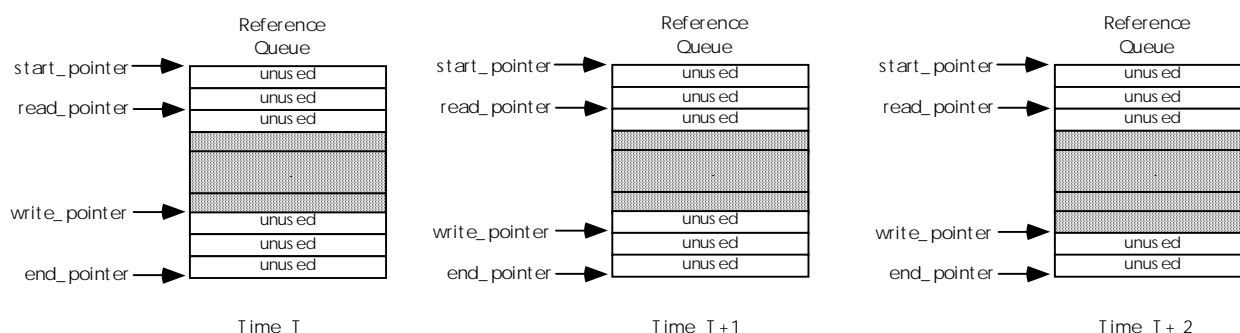 Reference
Queue
start_pointer
unused
unused
read_pointer
unused
write_pointer
unused
unused
end_pointer
unused
Time T
Reference
Queue
start_pointer
unused
unused
read_pointer
unused
unused
write_pointer
unused
end_pointer
unused
Time T+1
Reference
Queue
start_pointer
unused
unused
read_pointer
unused
write_pointer
unused
end_pointer
unused
Time T+2